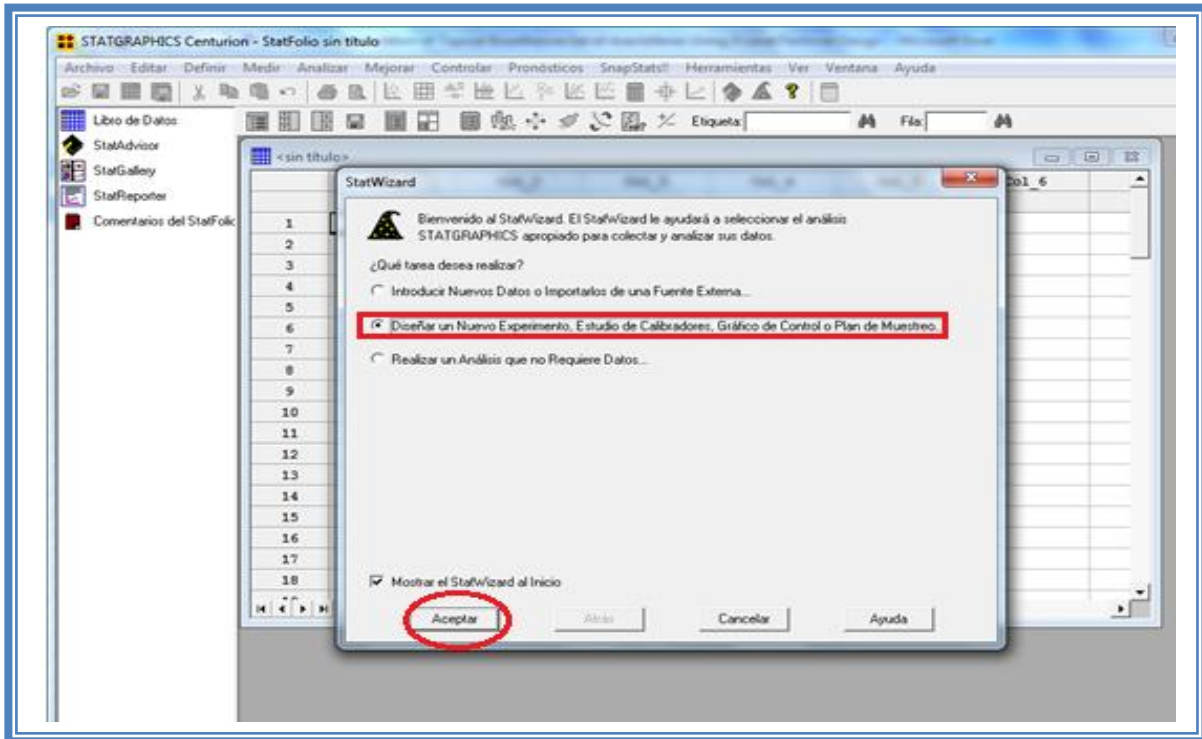 STATGRAPHICS Centurion - StatFolio sin título
Archivo Editar Definir Medir Analizar Mejorar Controlar Pronósticos SnapStats!! Herramientas Ver Ventana Ayuda
Libro de Datos
StatAdvisor
StatGallery
StatReporter
Comentarios del StatFolio
Etiqueta:
Fila:
<sin título>
Col_6
StatWizard
Bienvenido al StatWizard. El StatWizard le ayudará a seleccionar el análisis
STATGRAPHICS apropiado para colectar y analizar sus datos.
¿Qué tarea desea realizar?
Introducir Nuevos Datos o Importarlos de una Fuente Externa...
Diseñar un Nuevo Experimento, Estudio de Calibradores, Gráfico de Control o Plan de Muestreo.
Realizar un Análisis que no Requiere Datos...
Mostrar el StatWizard al Inicio
Aceptar Atrás Cancelar Ayuda
1
2
3
4
5
6
7
8
9
10
11
12
13
14
15
16
17
18